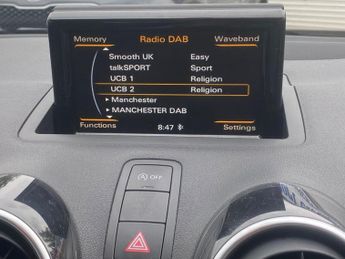 Memory Radio DAB Waveband
Smooth UK Easy
talkSPORT Sport
UCB 1 Religion
UCB 2 Religion
Manchester
MANCHESTER DAB
Functions 8:47 Settings
OFF